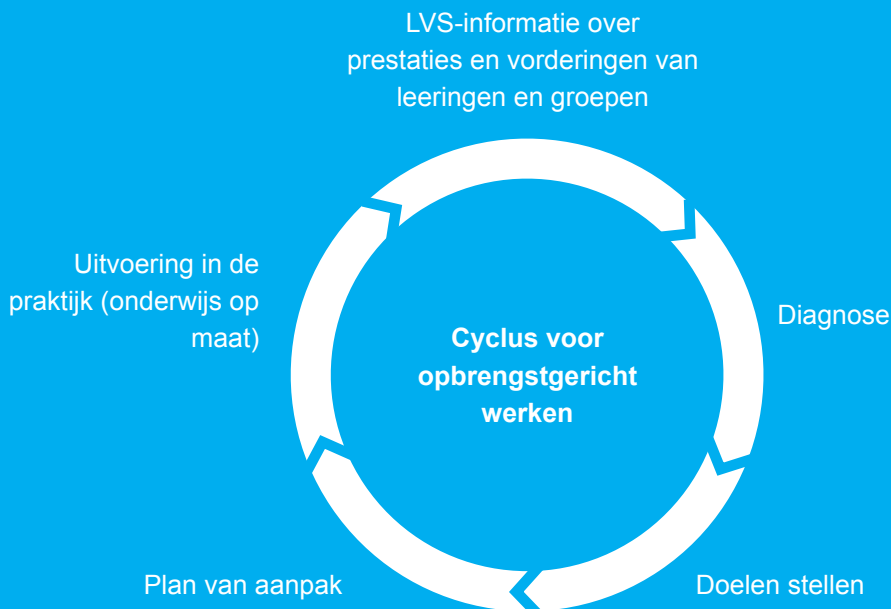 LVS-informatie over
prestaties en vorderingen van
leeringen en groepen
Diagnose
Doelen stellen
Plan van aanpak
Uitvoering in de
praktijk (onderwijs op
maat)
Cyclus voor
opbrengstgericht
werken